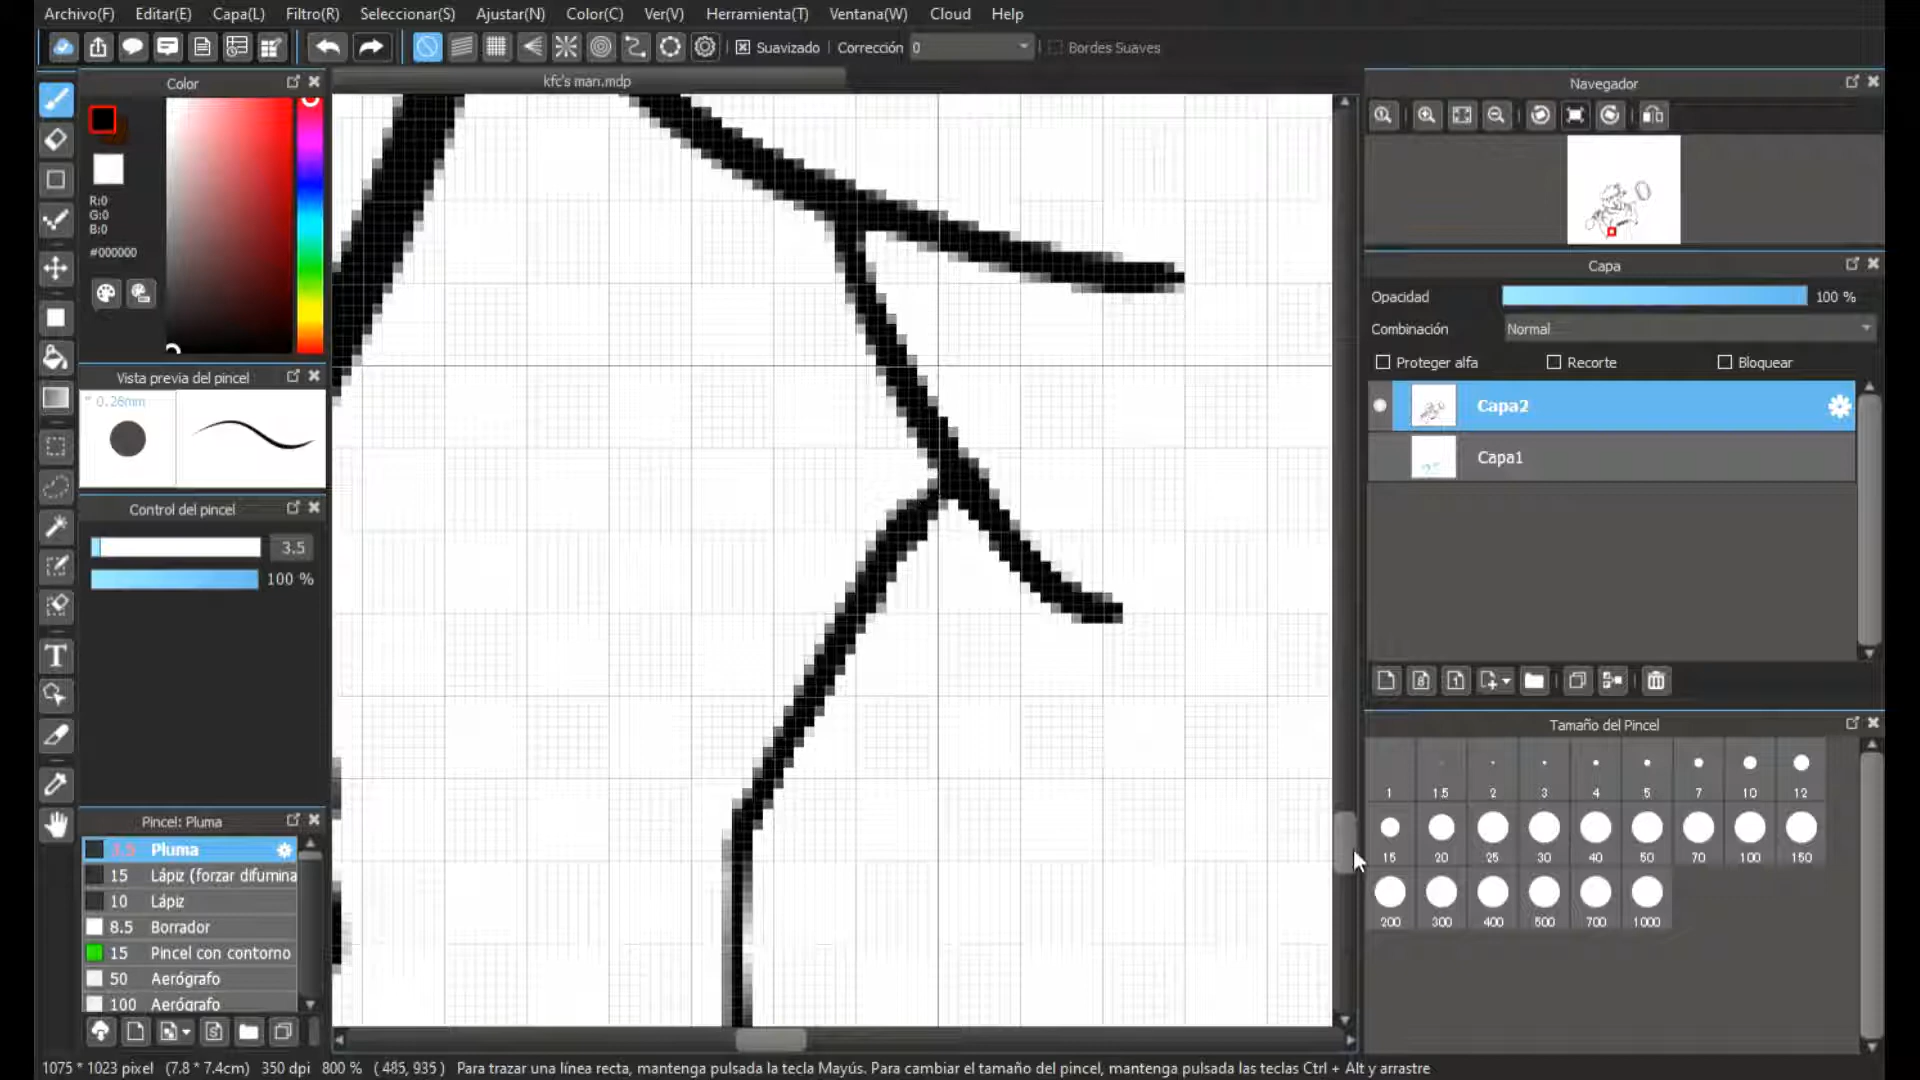 Archivo(F) Editar(E) Capa(L) Filtro(R) Seleccionar(S) Ajustar(N) Color(C) Ver(V) Herramienta(T) Ventana(W) Cloud Help
Suavizado Corrección 0 Bordes Suaves
Color
kfc's man.mdp
R:0
G:0
B:0
#000000
Vista previa del pincel
0.26mm
Control del pincel
3.5
100 %
Pincel: Pluma
3.5 Pluma
15 Lápiz (forzar difumina
10 Lápiz
8.5 Borrador
15 Pincel con contorno
50 Aerógrafo
100 Aerógrafo
Navegador
Capa
Opacidad 100 %
Combinación Normal
Proteger alfa Recorte Bloquear
Capa2
Capa1
Tamaño del Pincel
1 1.5 2 3 4 5 7 10 12
15 20 25 30 40 50 70 100 150
200 300 400 500 700 1000
1075 * 1023 pixel (7.8 * 7.4cm) 350 dpi 800 % ( 485, 935 ) Para trazar una línea recta, mantenga pulsada la tecla Mayús. Para cambiar el tamaño del pincel, mantenga pulsadas las teclas Ctrl + Alt y arrastre